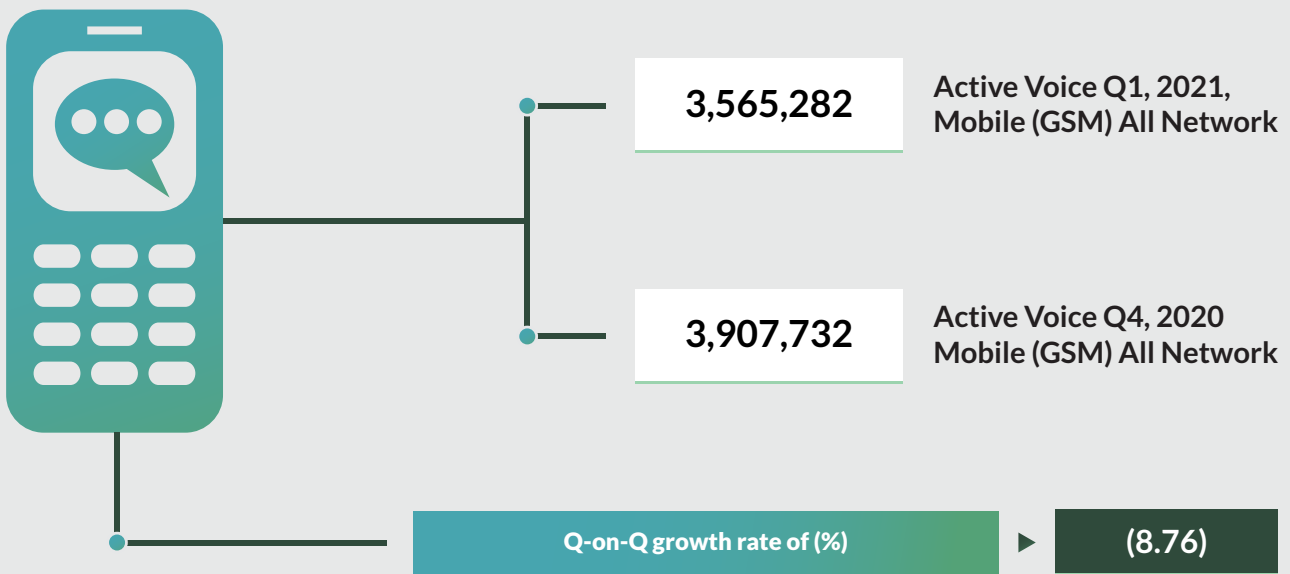 3,565,282
Active Voice Q1, 2021,
Mobile (GSM) All Network
3,907,732
Active Voice Q4, 2020
Mobile (GSM) All Network
Q-on-Q growth rate of (%)
(8.76)